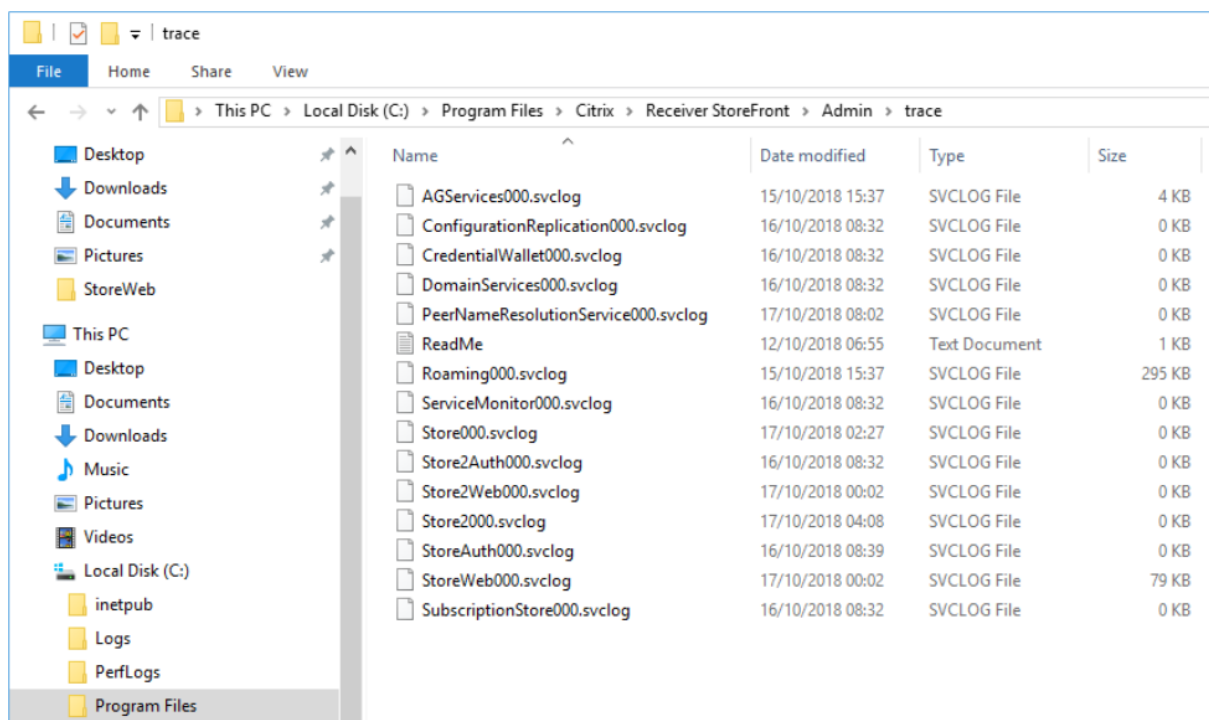 trace
File Home Share View
This PC > Local Disk (C:) > Program Files > Citrix > Receiver StoreFront > Admin > trace
Desktop
Downloads
Documents
Pictures
StoreWeb
This PC
Desktop
Documents
Downloads
Music
Pictures
Videos
Local Disk (C:)
inetpub
Logs
PerfLogs
Program Files
Name Date modified Type Size
AGServices000.svclog 15/10/2018 15:37 SVCLOG File 4 KB
ConfigurationReplication000.svclog 16/10/2018 08:32 SVCLOG File 0 KB
CredentialWallet000.svclog 16/10/2018 08:32 SVCLOG File 0 KB
DomainServices000.svclog 16/10/2018 08:32 SVCLOG File 0 KB
PeerNameResolutionService000.svclog 17/10/2018 08:02 SVCLOG File 0 KB
ReadMe 12/10/2018 06:55 Text Document 1 KB
Roaming000.svclog 15/10/2018 15:37 SVCLOG File 295 KB
ServiceMonitor000.svclog 16/10/2018 08:32 SVCLOG File 0 KB
Store000.svclog 17/10/2018 02:27 SVCLOG File 0 KB
Store2Auth000.svclog 16/10/2018 08:32 SVCLOG File 0 KB
Store2Web000.svclog 17/10/2018 00:02 SVCLOG File 0 KB
Store2000.svclog 17/10/2018 04:08 SVCLOG File 0 KB
StoreAuth000.svclog 16/10/2018 08:39 SVCLOG File 0 KB
StoreWeb000.svclog 17/10/2018 00:02 SVCLOG File 79 KB
SubscriptionStore000.svclog 16/10/2018 08:32 SVCLOG File 0 KB